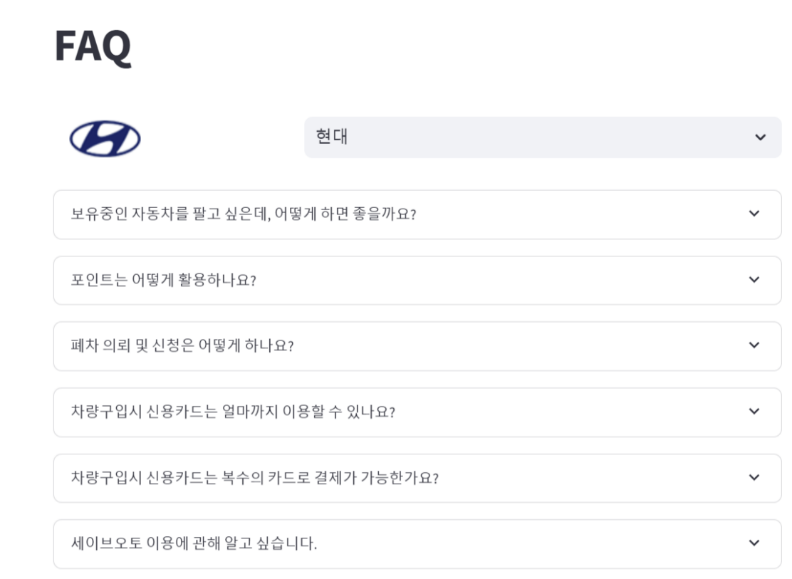 FAQ
현대
보유중인 자동차를 팔고 싶은데, 어떻게 하면 좋을까요?
포인트는 어떻게 활용하나요?
폐차 의뢰 및 신청은 어떻게 하나요?
차량구입시 신용카드는 얼마까지 이용할 수 있나요?
차량구입시 신용카드는 복수의 카드로 결제가 가능한가요?
세이브오토 이용에 관해 알고 싶습니다.